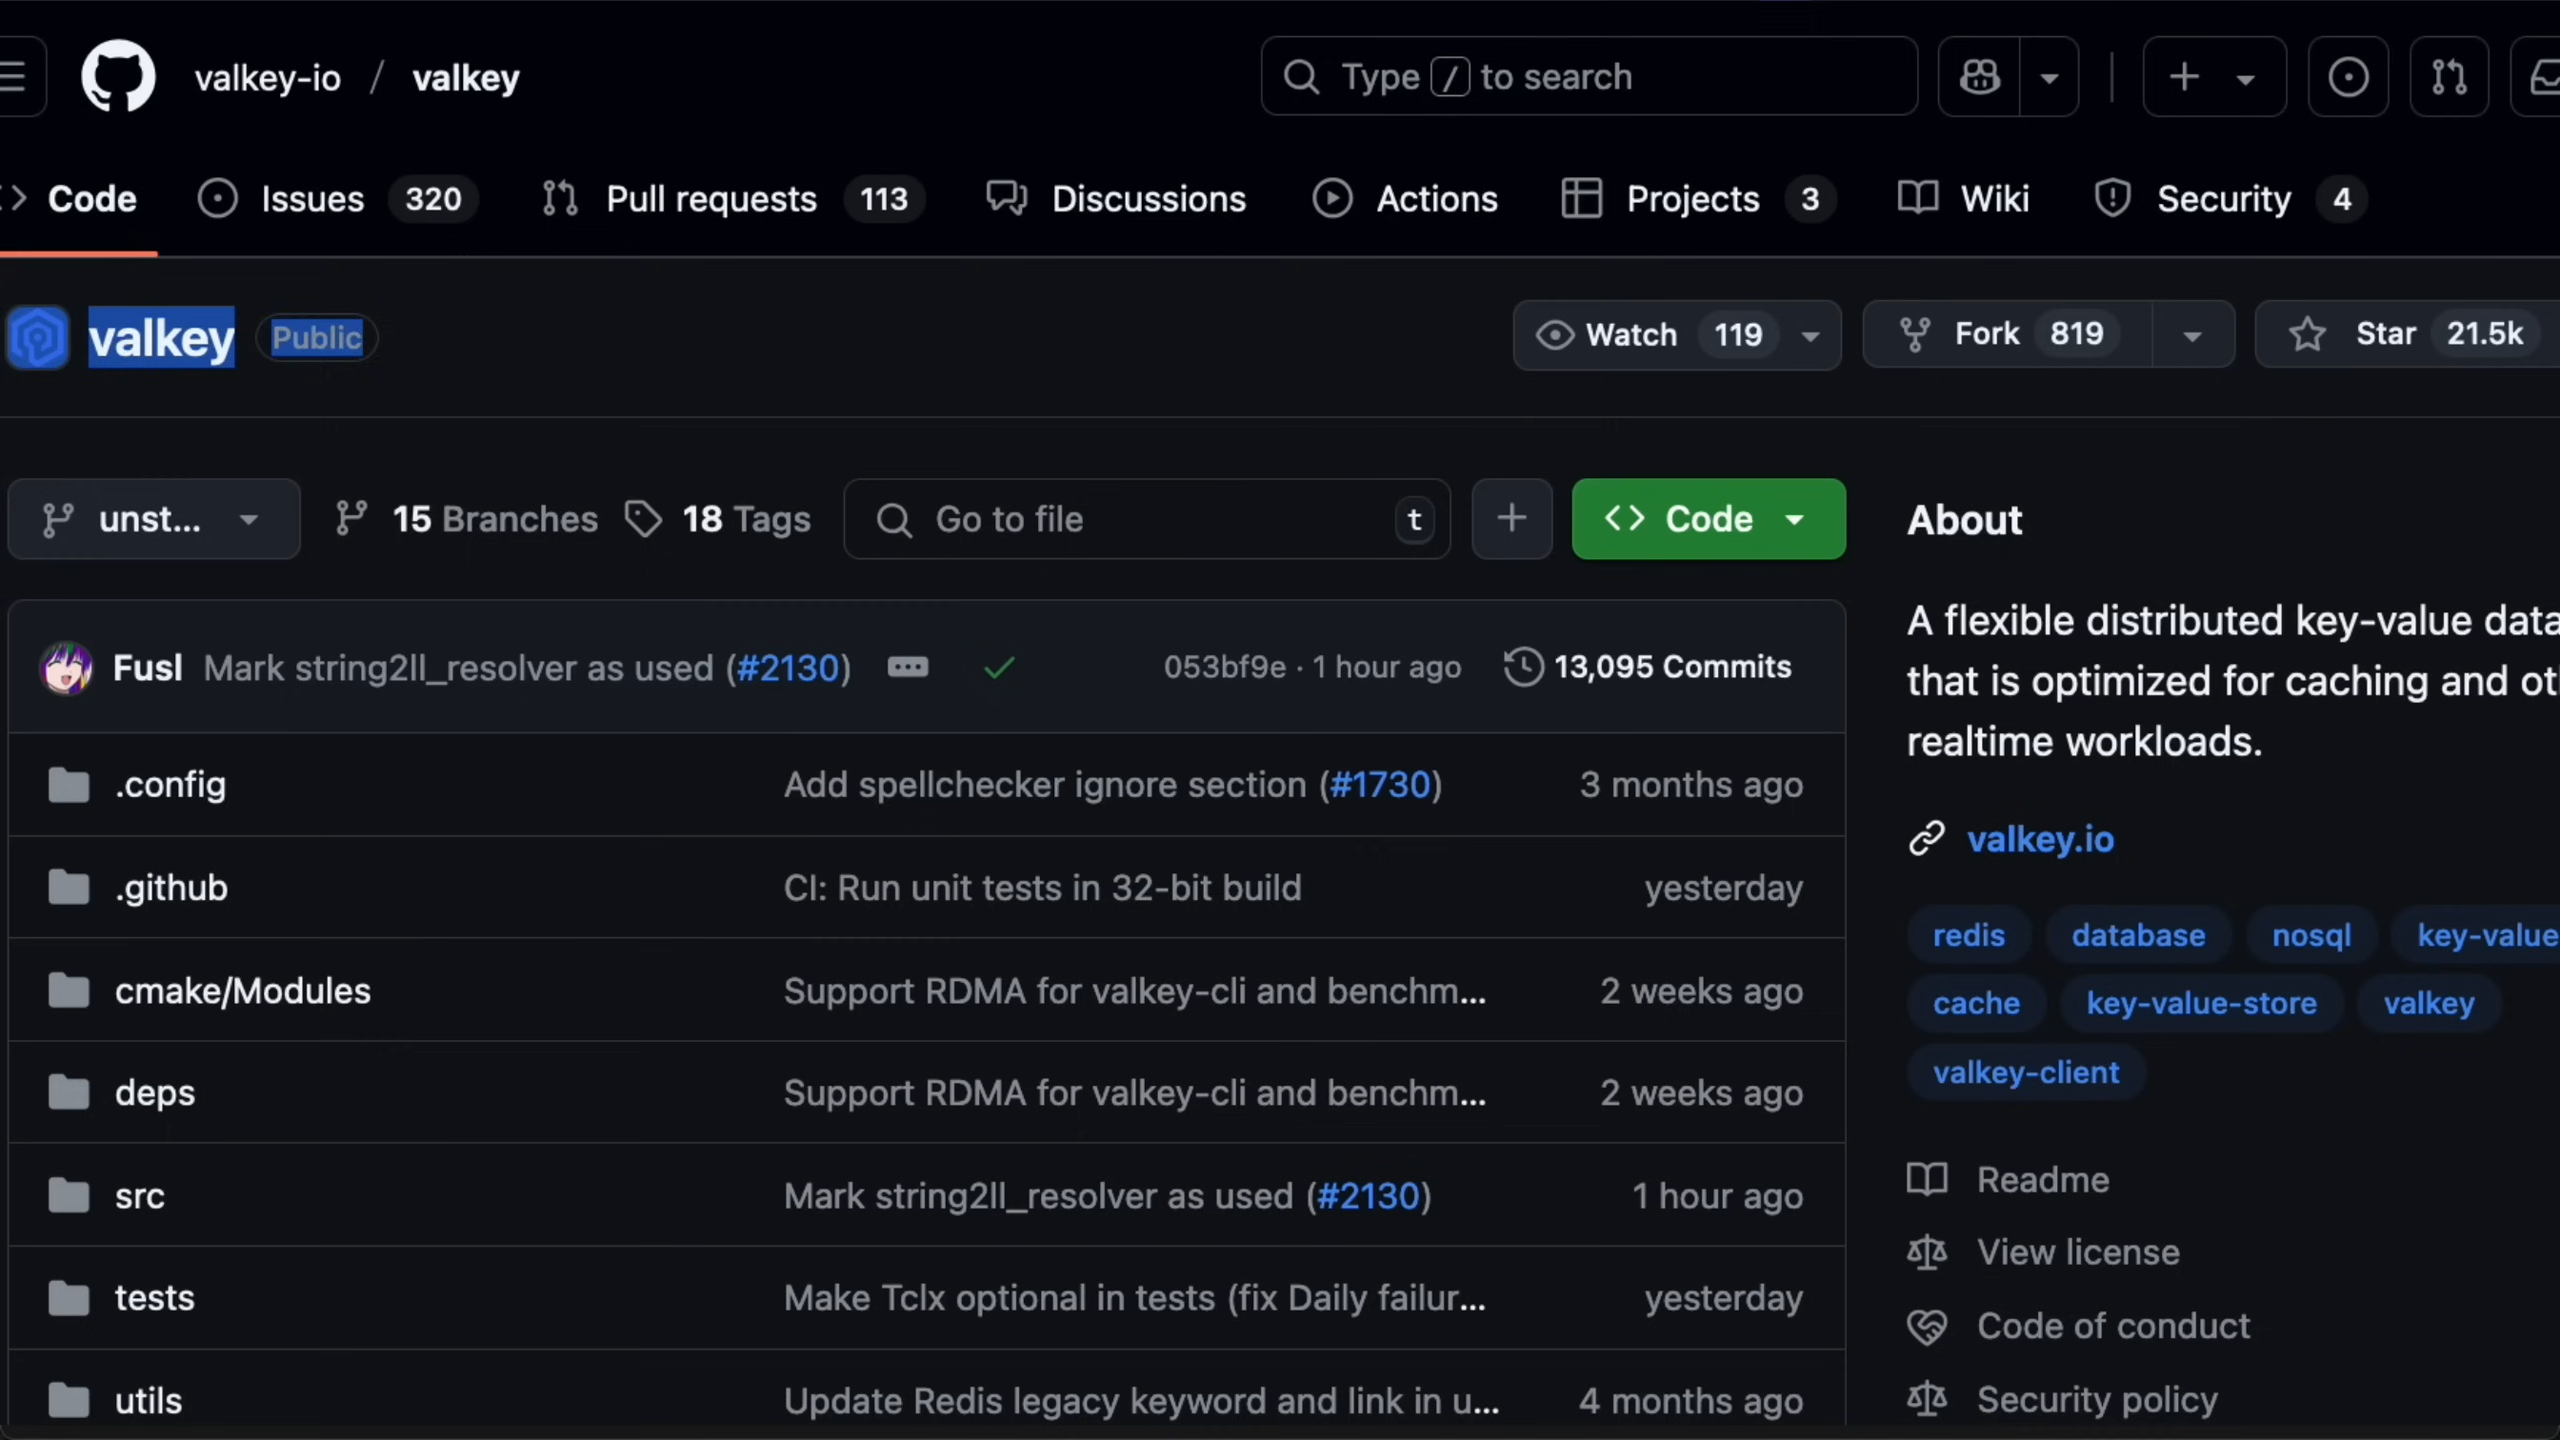 valkey-io / valkey
Type / to search
Code
Issues 320
Pull requests 113
Discussions
Actions
Projects 3
Wiki
Security 4
valkey Public
Watch 119
Fork 819
Star 21.5k
unst...
15 Branches
18 Tags
Go to file t
Code
Fusl Mark string2ll_resolver as used (#2130) 053bf9e · 1 hour ago 13,095 Commits
.config Add spellchecker ignore section (#1730) 3 months ago
.github CI: Run unit tests in 32-bit build yesterday
cmake/Modules Support RDMA for valkey-cli and benchm... 2 weeks ago
deps Support RDMA for valkey-cli and benchm... 2 weeks ago
src Mark string2ll_resolver as used (#2130) 1 hour ago
tests Make Tclx optional in tests (fix Daily failur... yesterday
utils Update Redis legacy keyword and link in u... 4 months ago
About
A flexible distributed key-value data
that is optimized for caching and ot
realtime workloads.
valkey.io
redis database nosql key-value
cache key-value-store valkey
valkey-client
Readme
View license
Code of conduct
Security policy